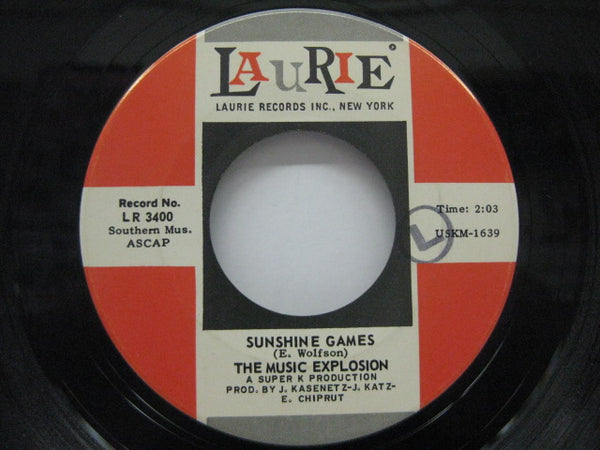 LAURIE®
LAURIE RECORDS INC., NEW YORK
Record No.
LR 3400
Southern Mus.
ASCAP
Time: 2:03
USKM-1639
L
SUNSHINE GAMES
(E. Wolfson)
THE MUSIC EXPLOSION
A SUPER K PRODUCTION
PROD. BY J. KASENETZ-J. KATZ-
E. CHIPRUT